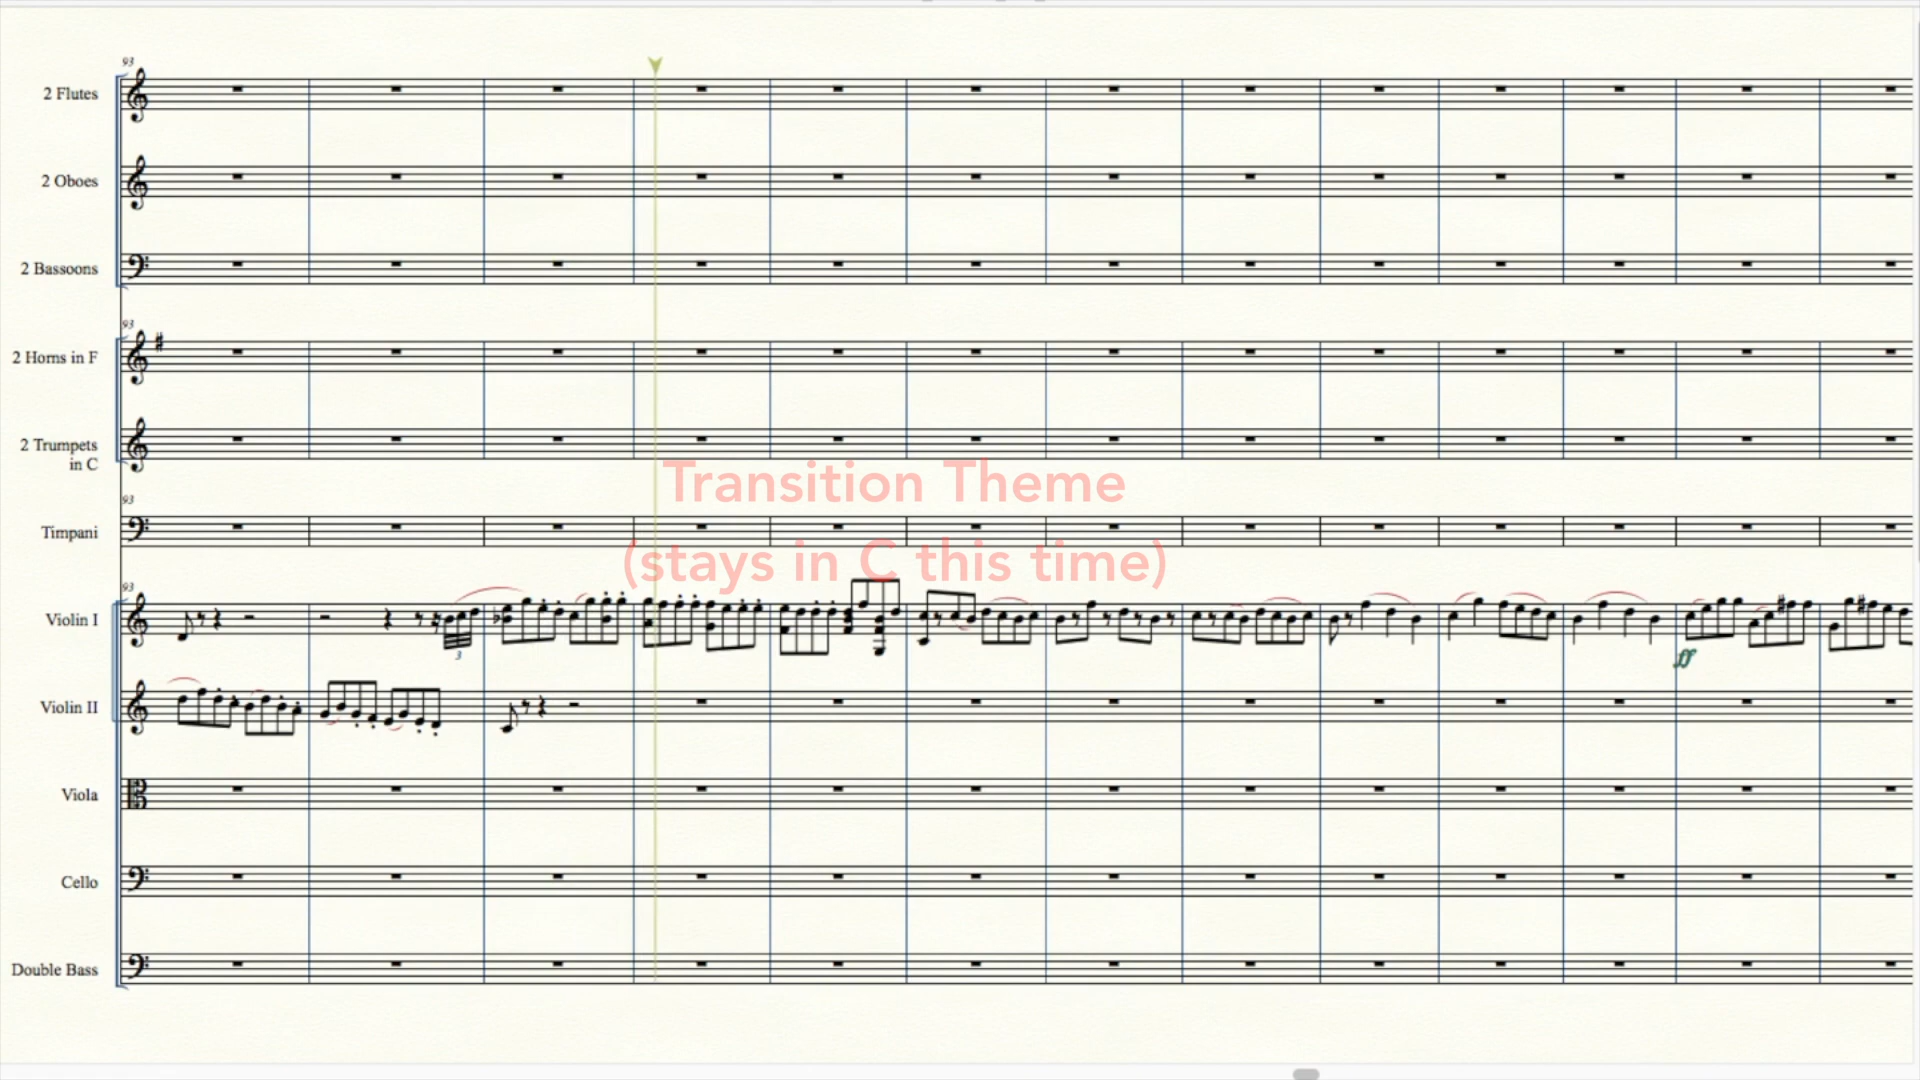 93
2 Flutes
2 Oboes
2 Bassoons
93
2 Horns in F
2 Trumpets
in C
Transition Theme
93
Timpani
(stays in C this time)
93
Violin I
3
ff
Violin II
Viola
Cello
Double Bass